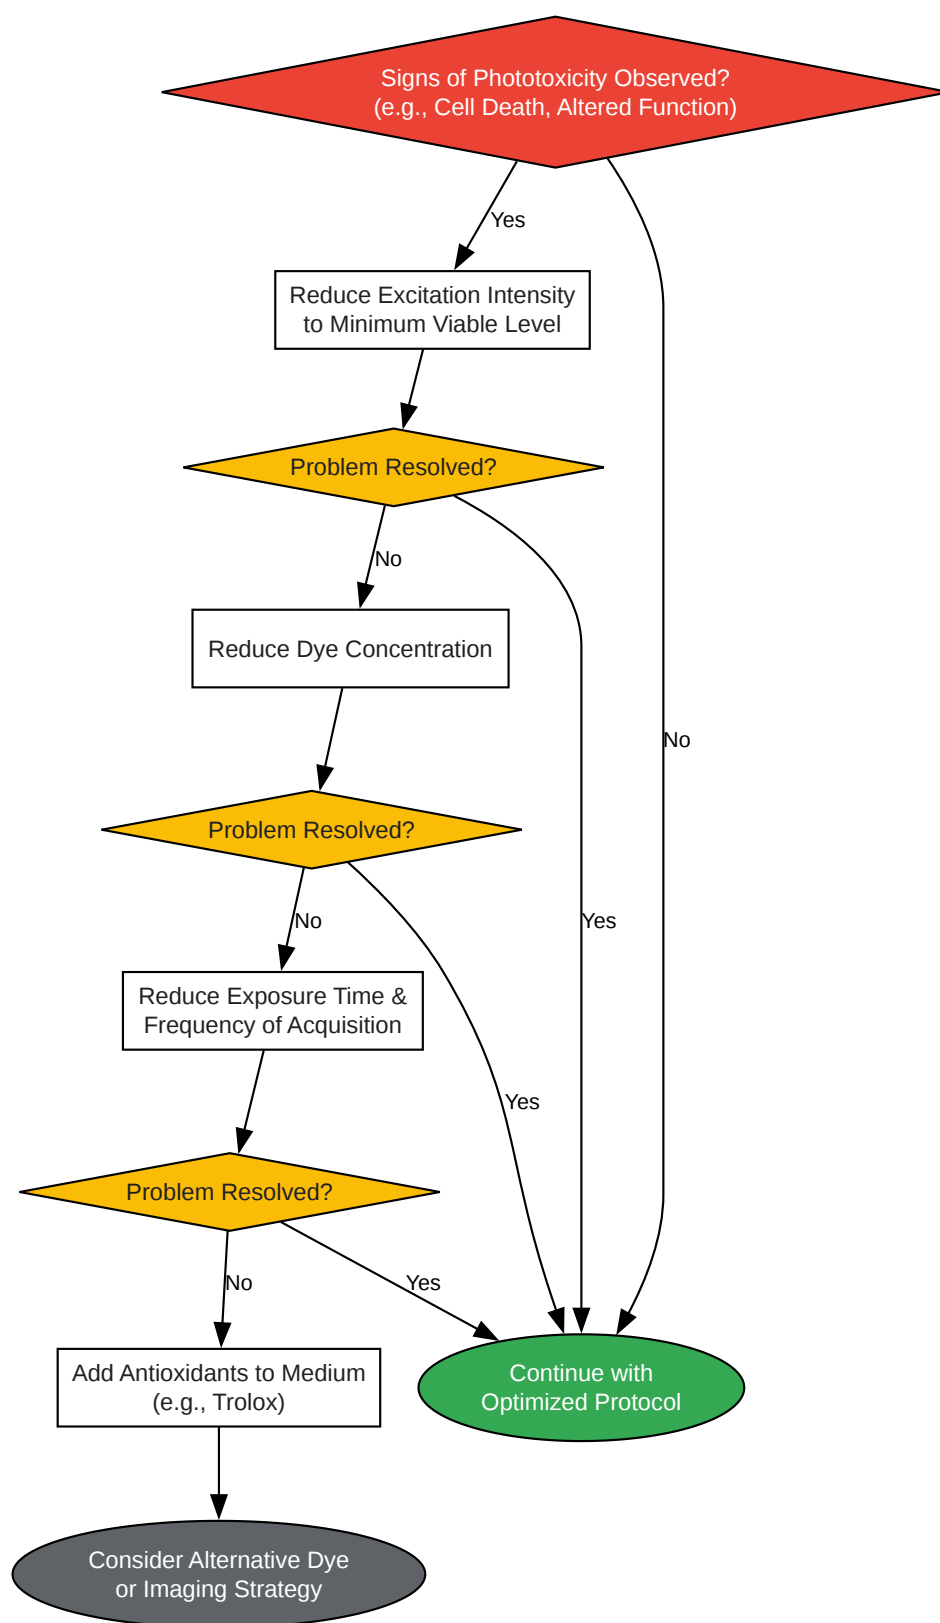 Signs of Phototoxicity Observed?
(e.g., Cell Death, Altered Function)
Yes
Reduce Excitation Intensity
to Minimum Viable Level
Problem Resolved?
No
Reduce Dye Concentration
No
Problem Resolved?
No
Yes
Reduce Exposure Time &
Frequency of Acquisition
Yes
Problem Resolved?
No
Yes
Add Antioxidants to Medium
(e.g., Trolox)
Continue with
Optimized Protocol
Consider Alternative Dye
or Imaging Strategy